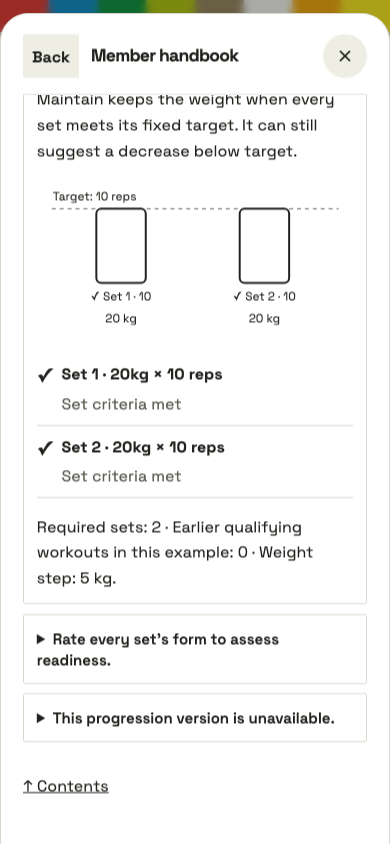 Back Member handbook ×
Maintain keeps the weight when every
set meets its fixed target. It can still
suggest a decrease below target.
Target: 10 reps
✓ Set 1 · 10 ✓ Set 2 · 10
20 kg 20 kg
✓ Set 1 · 20kg × 10 reps
Set criteria met
✓ Set 2 · 20kg × 10 reps
Set criteria met
Required sets: 2 · Earlier qualifying
workouts in this example: 0 · Weight
step: 5 kg.
▶ Rate every set's form to assess
readiness.
▶ This progression version is unavailable.
↑ Contents